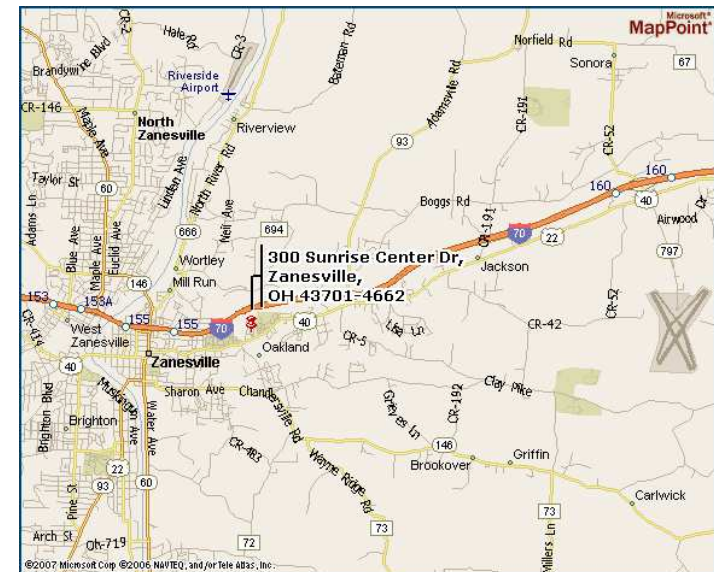 Microsoft®
MapPoint®
Hale Rd
CR-3
CR-2
Brandywine Blvd
Riverside
Airport
Bateman Rd
Norfield Rd
Sonora
67
CR-146
North
Zanesville
Riverview
Adamsville Rd
CR-191
93
CR-52
Maple Ave
Linden Ave
North River Rd
Taylor St
60
160
160
Boggs Rd
40
Adams Ln
Neir Ave
694
CR-191
70
22
Airwood Dr
666
797
Blue Ave
Maple Ave
Euclid Ave
Wortley
300 Sunrise Center Dr,
Zanesville,
OH 43701-4662
Jackson
146
Mill Run
153
153A
CR-52
155
155
70
40
CR-42
CR-414
West
Zanesville
CR-5
Lisa Ln
Zanesville
Oakland
40
Clay Pike
Sharon Ave
Chandlersville Rd
CR-192
Brighton Blvd
Muskingum Ave
Water Ave
Grieves Ln
Brighton
CR-463
146
Griffin
22
Wayne Ridge Rd
Brookover
93
60
Carlwick
Pine St
73
73
Arch St
Oh-719
72
Villers Ln
©2007 Microsoft Corp ©2006 NAVTEQ, and/or Tele Atlas, Inc.